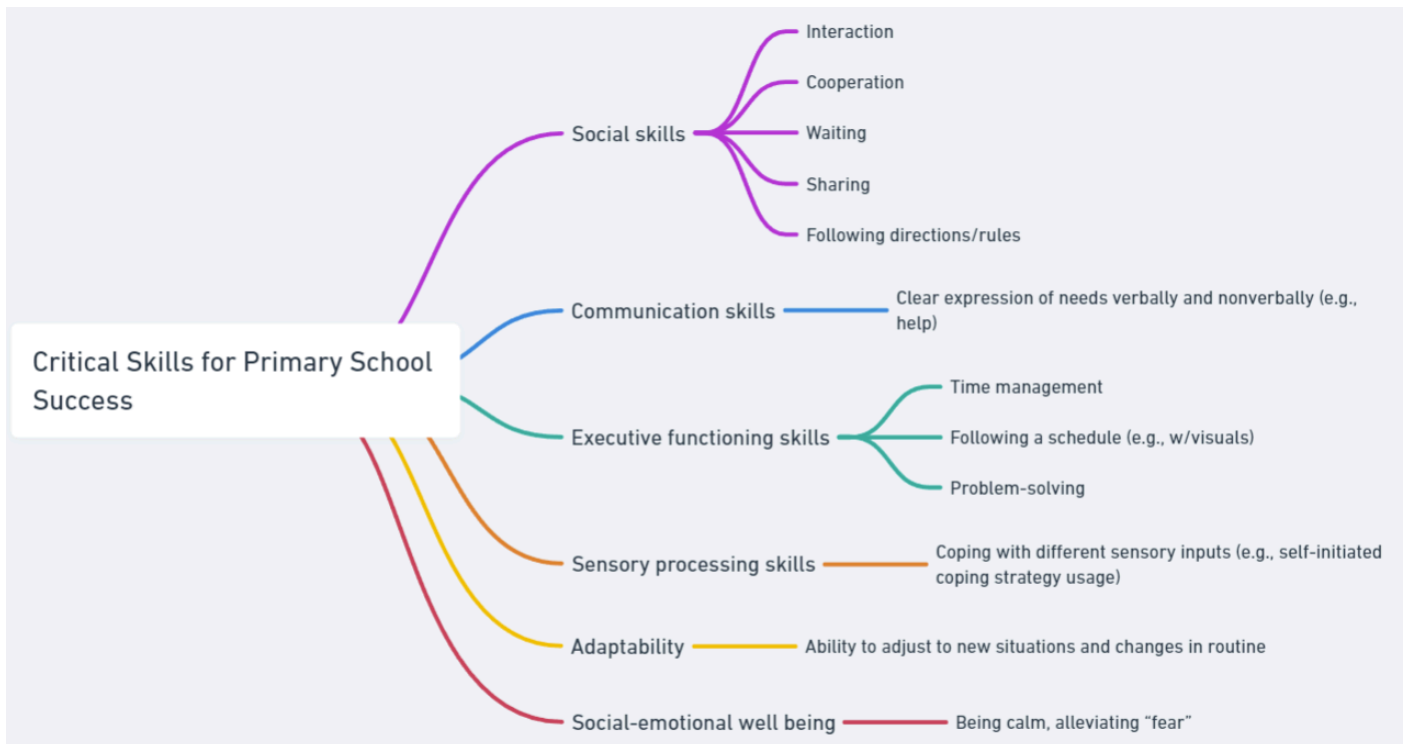 Critical Skills for Primary School
Success
Social skills
Interaction
Cooperation
Waiting
Sharing
Following directions/rules
Communication skills
Clear expression of needs verbally and nonverbally (e.g.,
help)
Executive functioning skills
Time management
Following a schedule (e.g., w/visuals)
Problem-solving
Sensory processing skills
Coping with different sensory inputs (e.g., self-initiated
coping strategy usage)
Adaptability
Ability to adjust to new situations and changes in routine
Social-emotional well being
Being calm, alleviating “fear”